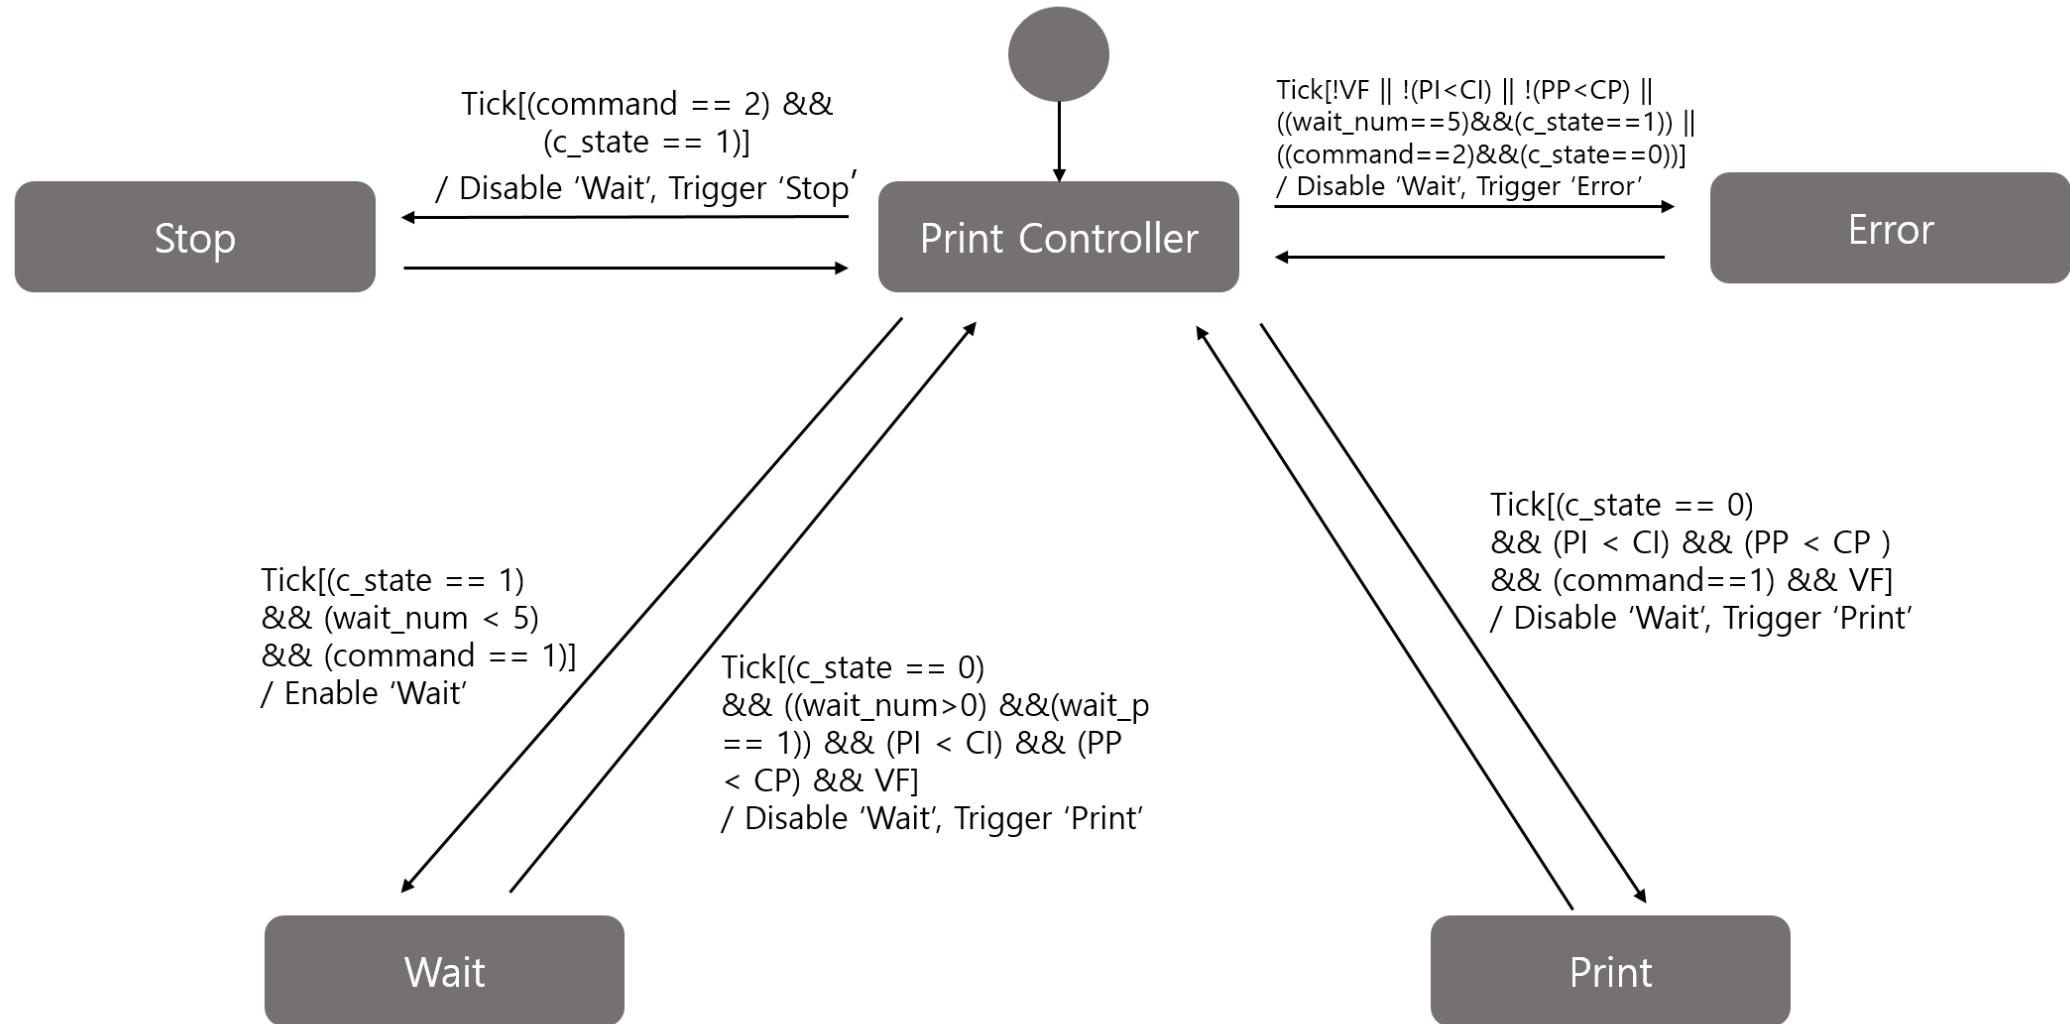 Tick[(command == 2) &&
(c_state == 1)]
/ Disable ‘Wait’, Trigger ‘Stop’
Tick[!VF || !(PI<CI) || !(PP<CP) ||
((wait_num==5)&&(c_state==1)) ||
((command==2)&&(c_state==0))]
/ Disable ‘Wait’, Trigger ‘Error’
Stop
Print Controller
Error
Tick[(c_state == 1)
&& (wait_num < 5)
&& (command == 1)]
/ Enable ‘Wait’
Tick[(c_state == 0)
&& ((wait_num>0) &&(wait_p
== 1)) && (PI < CI) && (PP
< CP) && VF]
/ Disable ‘Wait’, Trigger ‘Print’
Tick[(c_state == 0)
&& (PI < CI) && (PP < CP )
&& (command==1) && VF]
/ Disable ‘Wait’, Trigger ‘Print’
Wait
Print